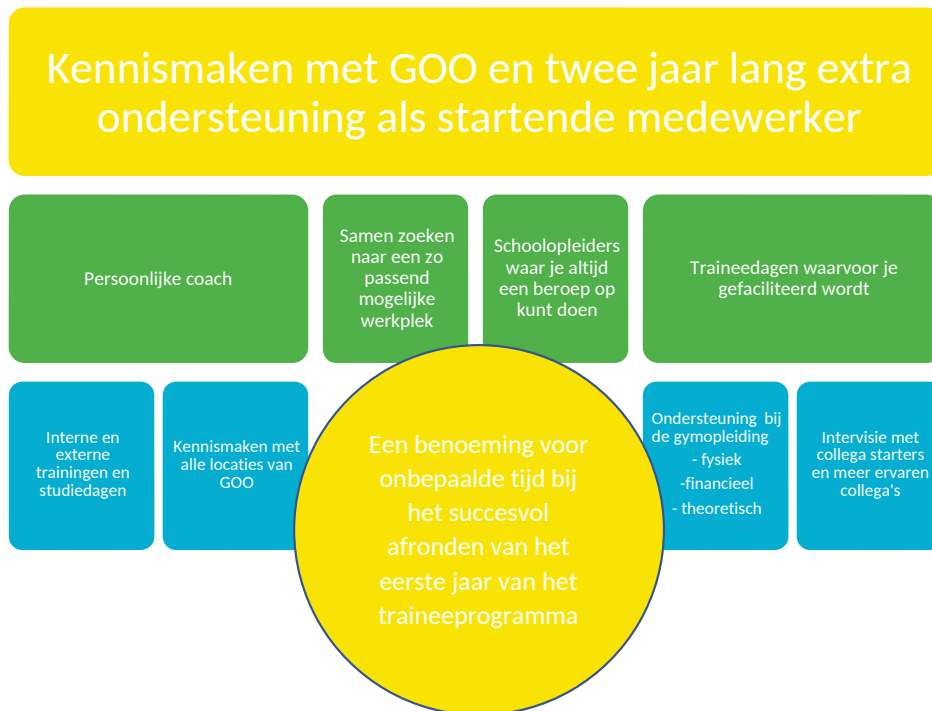 Kennismaken met GOO en twee jaar lang extra
ondersteuning als startende medewerker
Persoonlijke coach
Samen zoeken
naar een zo
passend
mogelijke
werkplek
Schoolopleiders
waar je altijd
een beroep op
kunt doen
Traineedagen waarvoor je
gefaciliteerd wordt
Interne en
externe
trainingen en
studiedagen
Kennismaken met
alle locaties van
GOO
Een benoeming voor
onbepaalde tijd bij
het succesvol
afronden van het
eerste jaar van het
traineeprogramma
Ondersteuning  bij
de gymopleiding
- fysiek
-financieel
- theoretisch
Intervisie met
collega starters
en meer ervaren
collega's